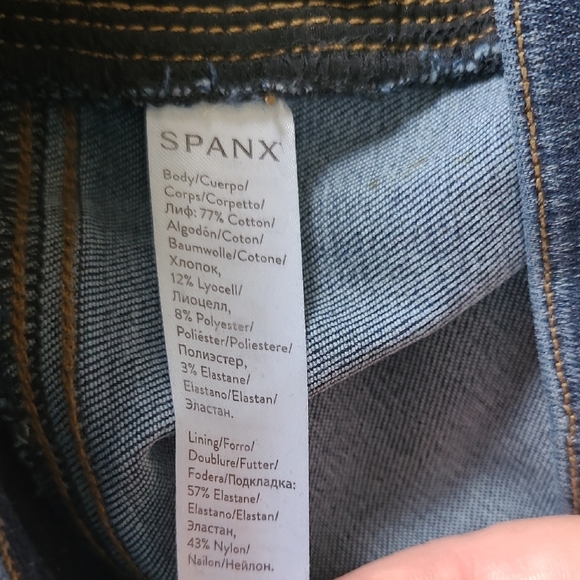 SPANX
Body/Cuerpo/
Corps/Corpetto/
Лиф: 77% Cotton/
Algodón/Coton/
Baumwolle/Cotone/
Хлопок,
12% Lyocell/
Лиоцелл,
8% Polyester/
Poliéster/Poliestere/
Полиэстер,
3% Elastane/
Elastano/Elastan/
Эластан.
Lining/Forro/
Doublure/Futter/
Fodera/Подкладка:
57% Elastane/
Elastano/Elastan/
Эластан,
43% Nylon/
Nailon/Нейлон.